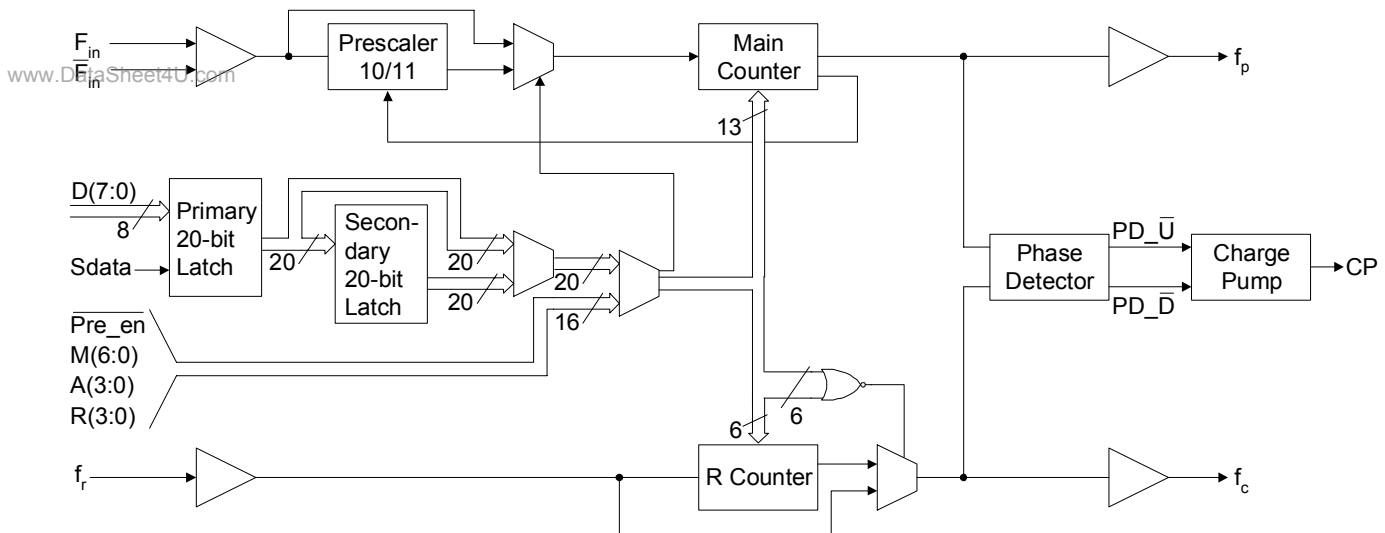 F_in
F̅_in
www.DataSheet4U.com
Prescaler
10/11
Main
Counter
f_p
13
D(7:0)
8
Sdata
Primary
20-bit
Latch
20
Secon-
dary
20-bit
Latch
20
20
20
16
P̅r̅e̅_̅e̅n̅
M(6:0)
A(3:0)
R(3:0)
Phase
Detector
PD_U̅
PD_D̅
Charge
Pump
CP
6
6
f_r
R Counter
f_c